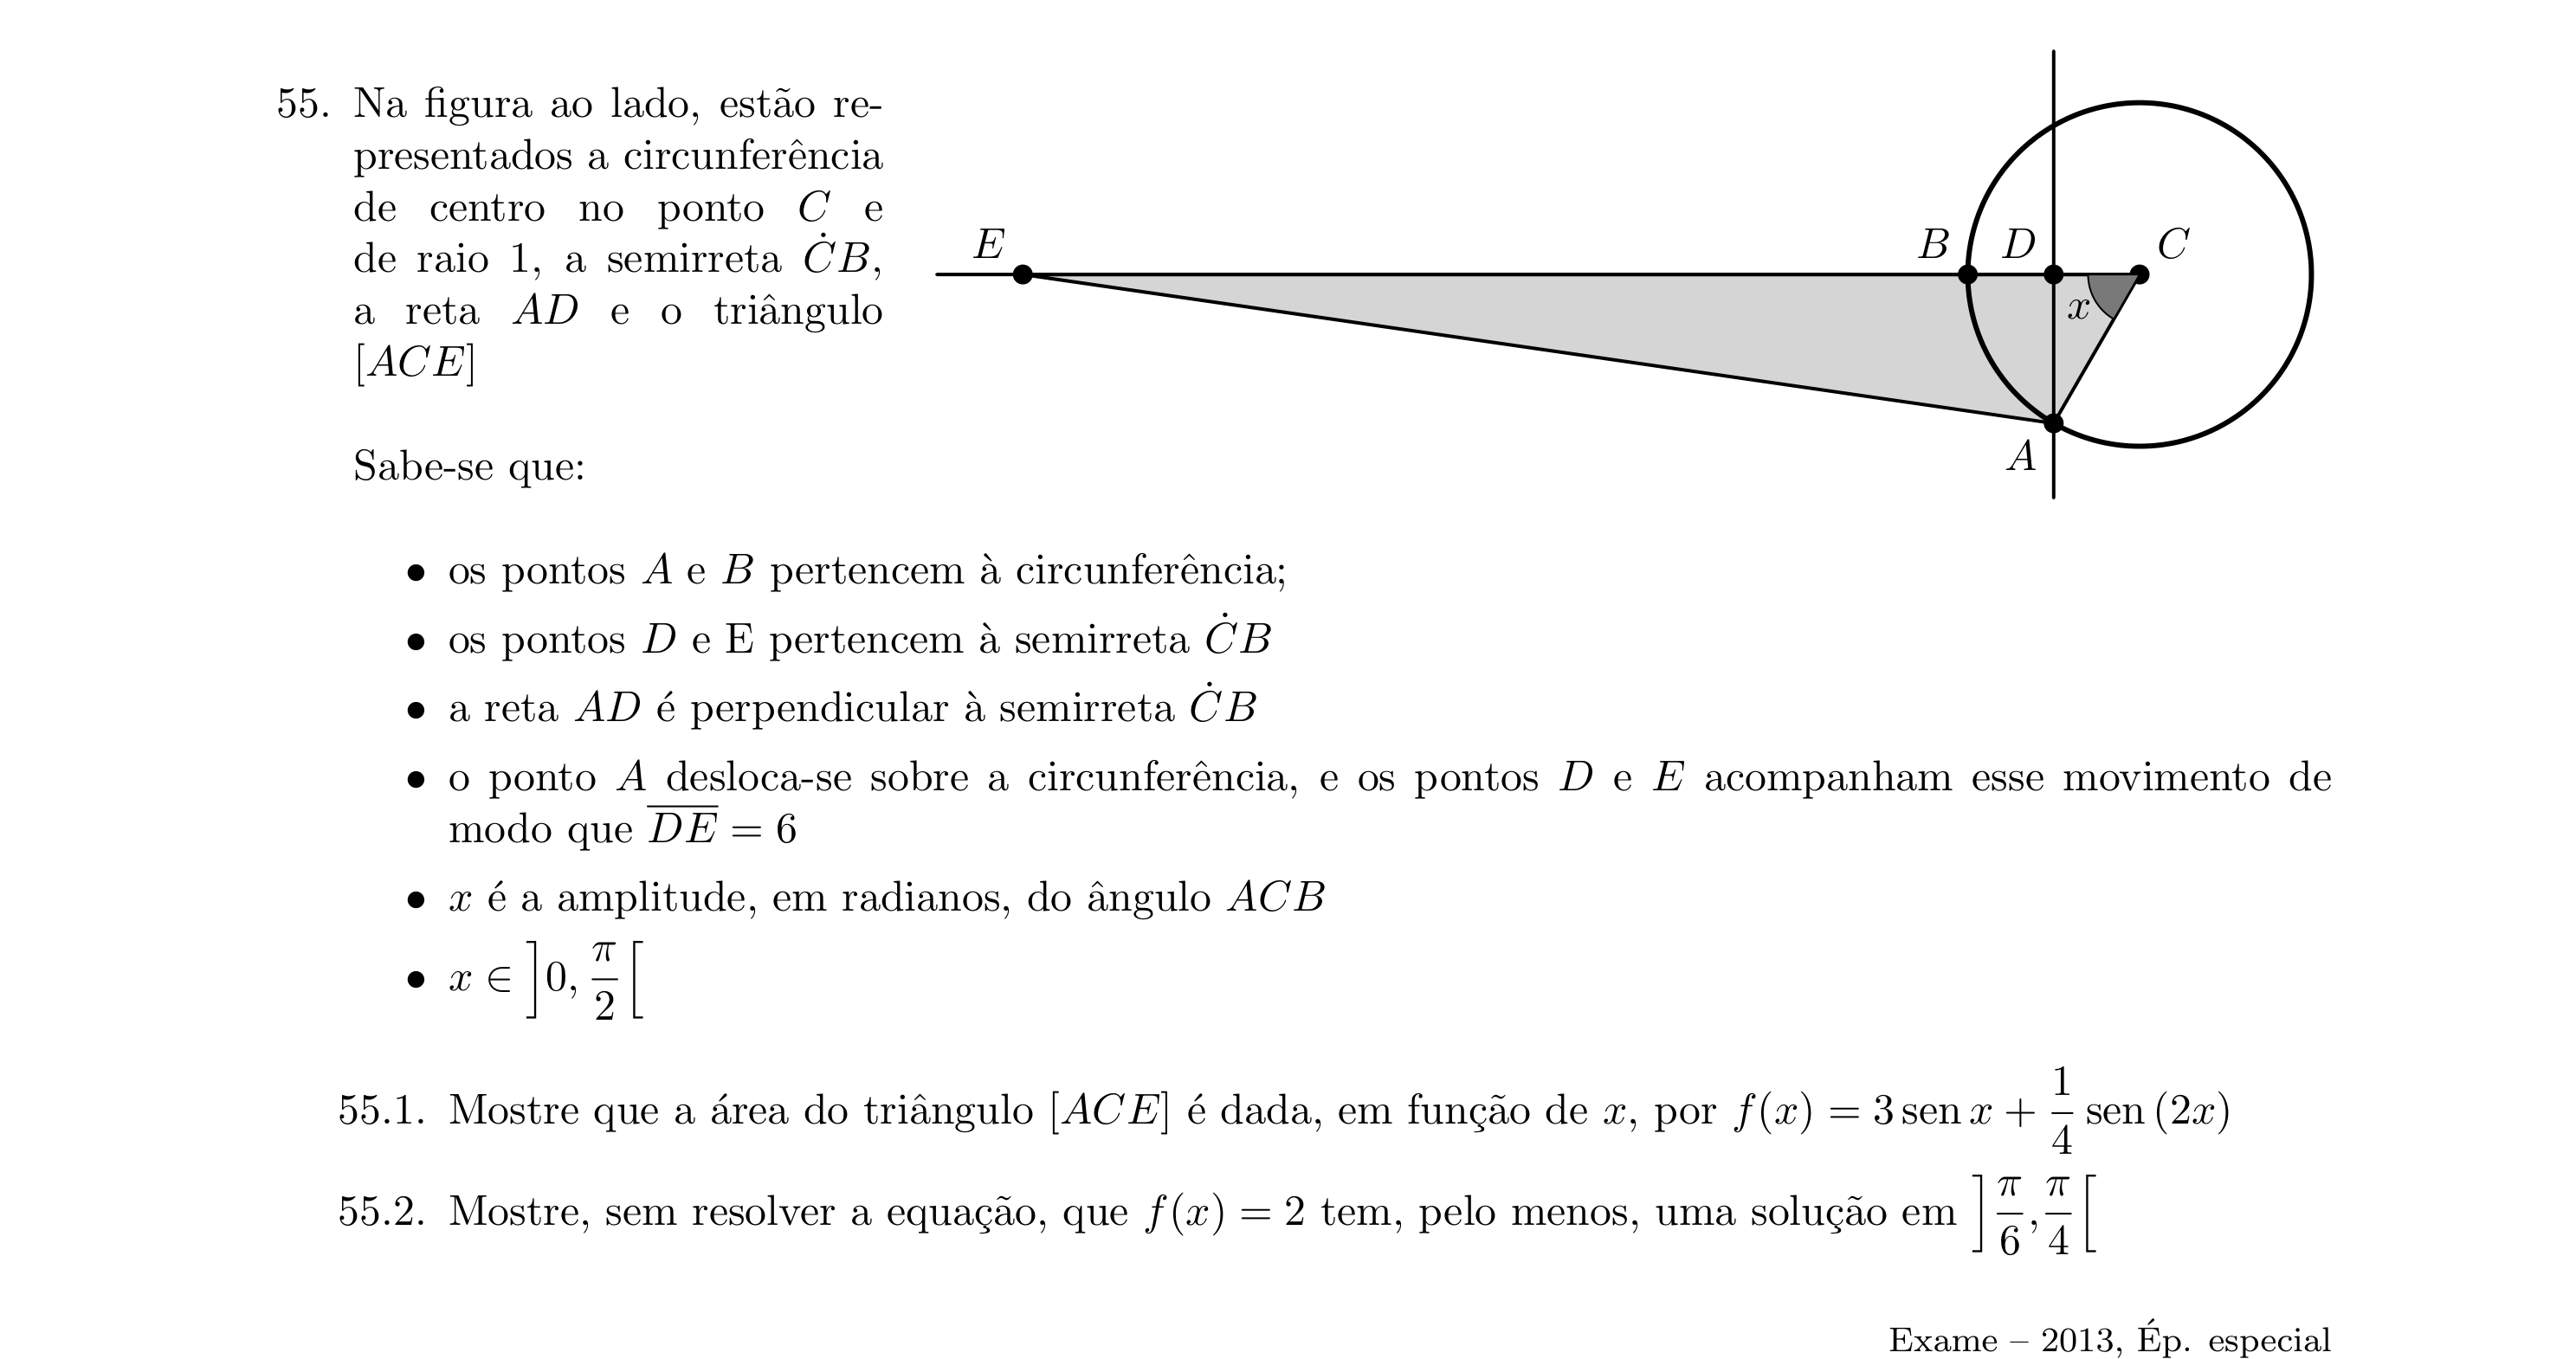 55. Na figura ao lado, estão re-
presentados a circunferência
de centro no ponto C e
de raio 1, a semirreta ĊB,
a reta AD e o triângulo
[ACE]
E B D C
x
A
Sabe-se que:
• os pontos A e B pertencem à circunferência;
• os pontos D e E pertencem à semirreta ĊB
• a reta AD é perpendicular à semirreta ĊB
• o ponto A desloca-se sobre a circunferência, e os pontos D e E acompanham esse movimento de
modo que $\overline{DE} = 6$
• x é a amplitude, em radianos, do ângulo ACB
• $x \in \left]0, \frac{\pi}{2}\right[$
55.1. Mostre que a área do triângulo [ACE] é dada, em função de x, por $f(x) = 3 \operatorname{sen} x + \frac{1}{4} \operatorname{sen}(2x)$
55.2. Mostre, sem resolver a equação, que $f(x) = 2$ tem, pelo menos, uma solução em $\left]\frac{\pi}{6}, \frac{\pi}{4}\right[$
Exame – 2013, Ép. especial